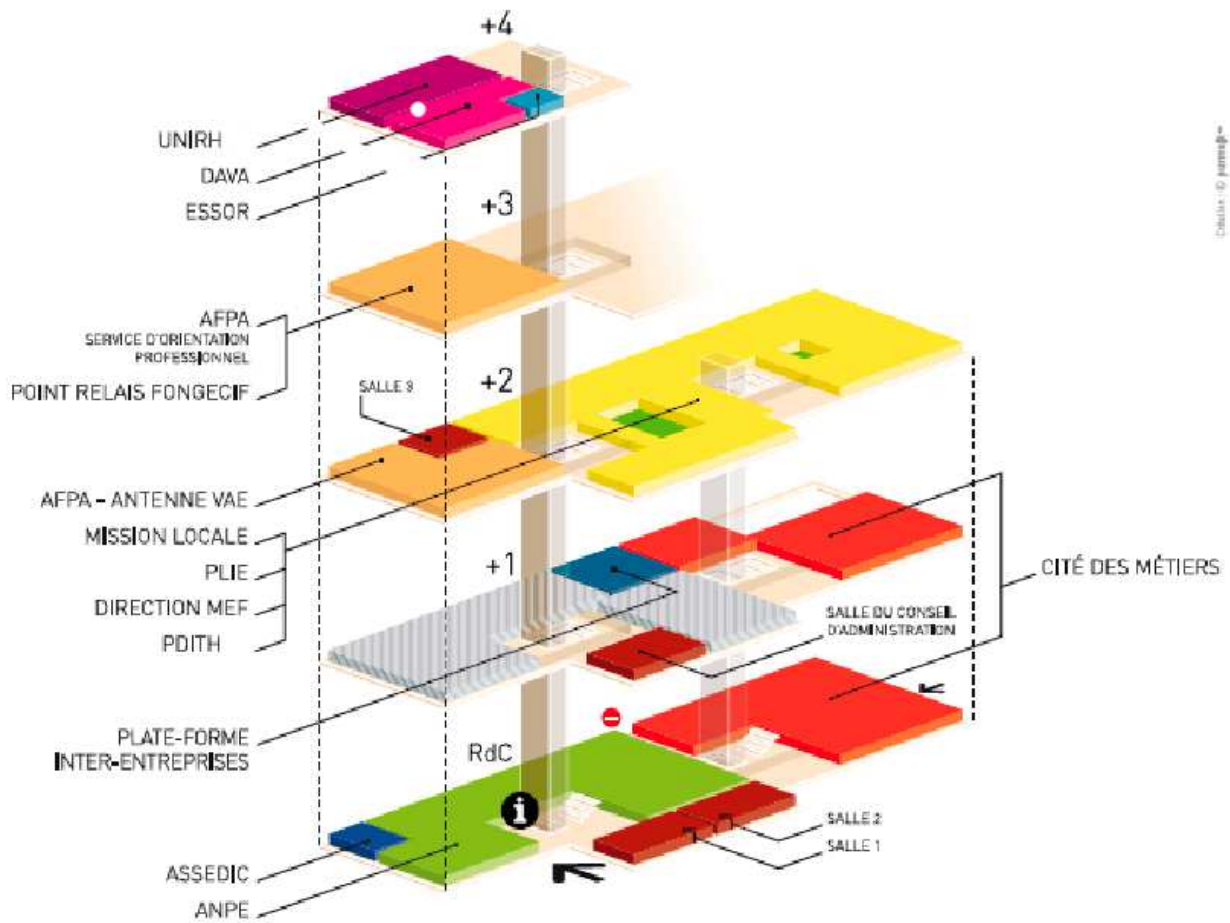 +4
UNIRH
DAVA
ESSOR
+3
AFPA
SERVICE D'ORIENTATION
PROFESSIONNEL
POINT RELAIS FONGECIF
+2
SALLE 3
AFPA – ANTENNE VAE
MISSION LOCALE
PLIE
DIRECTION MEF
PDITH
+1
CITÉ DES MÉTIERS
SALLE DU CONSEIL
D'ADMINISTRATION
PLATE-FORME
INTER-ENTREPRISES
RdC
i
SALLE 2
SALLE 1
ASSEDIC
ANPE
Création : ©